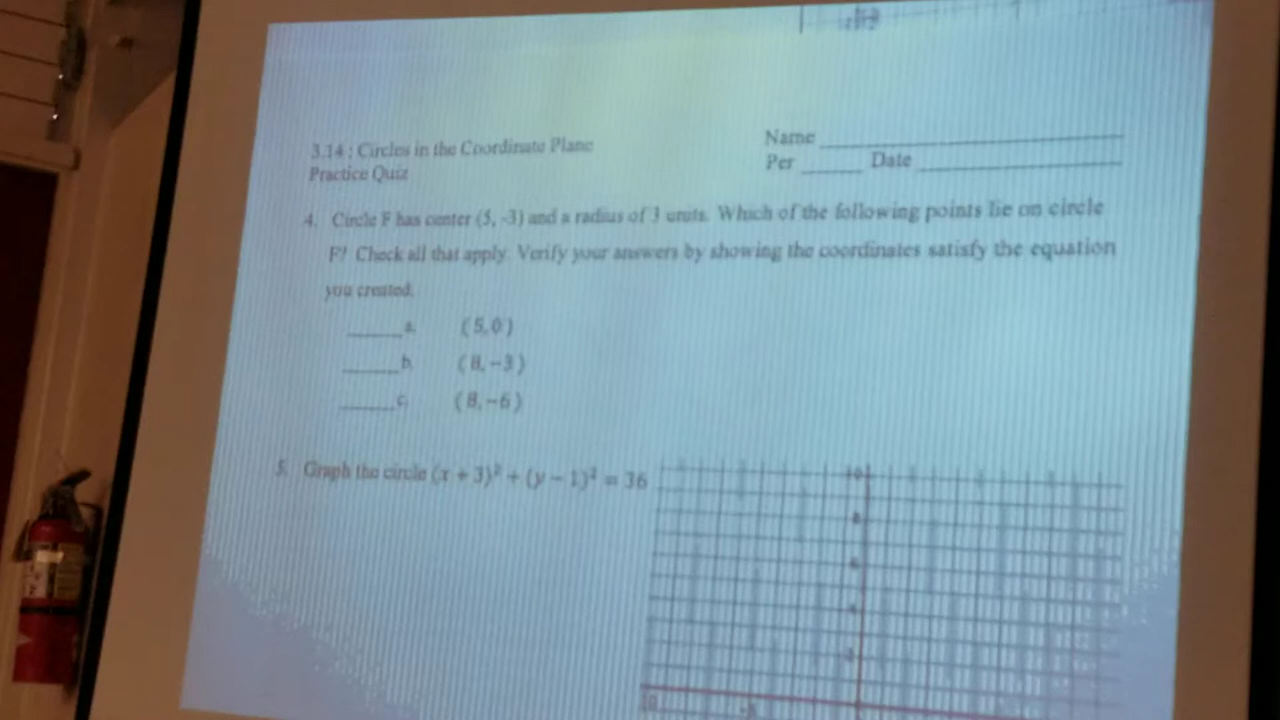 3.14 : Circles in the Coordinate Plane
Practice Quiz
Name
Per Date
4. Circle F has center (5, -3) and a radius of 3 units. Which of the following points lie on circle
F? Check all that apply. Verify your answers by showing the coordinates satisfy the equation
you created.
a. (5,0)
b. (8,-3)
c. (8,-6)
5. Graph the circle (x + 3)² + (y − 1)² = 36
10
8
6
4
2